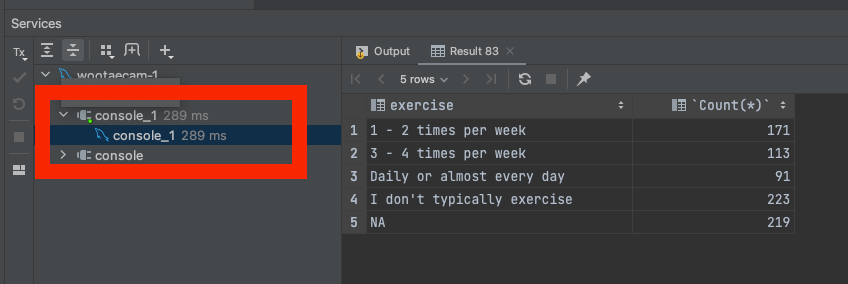 Services
Tx
Output
Result 83
wootaecam-1
5 rows
console_1 289 ms
console_1 289 ms
console
exercise `Count(*)`
1 1 - 2 times per week 171
2 3 - 4 times per week 113
3 Daily or almost every day 91
4 I don't typically exercise 223
5 NA 219